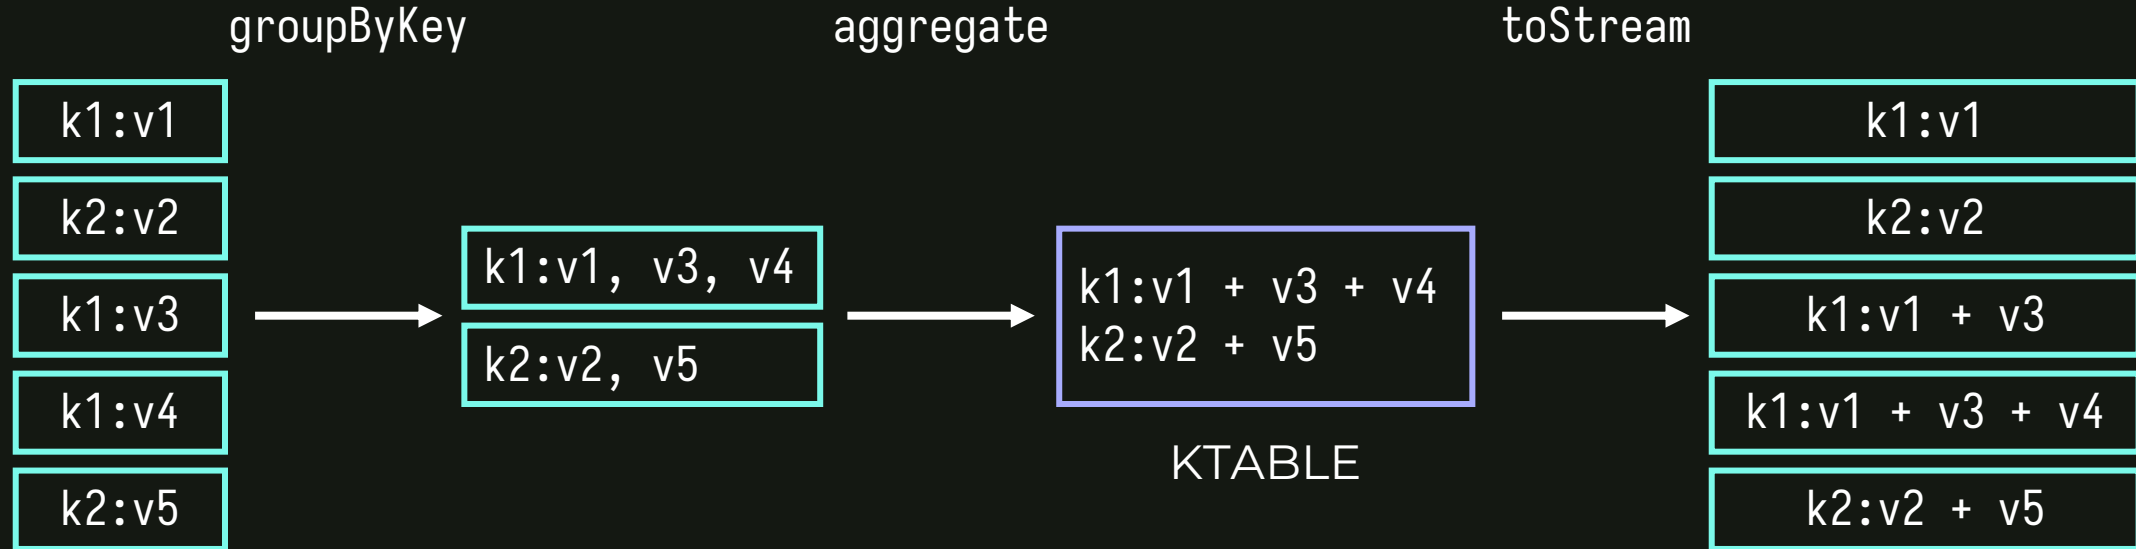 groupByKey
aggregate
toStream
k1:v1
k2:v2
k1:v3
k1:v4
k2:v5
k1:v1, v3, v4
k2:v2, v5
k1:v1 + v3 + v4
k2:v2 + v5
KTABLE
k1:v1
k2:v2
k1:v1 + v3
k1:v1 + v3 + v4
k2:v2 + v5